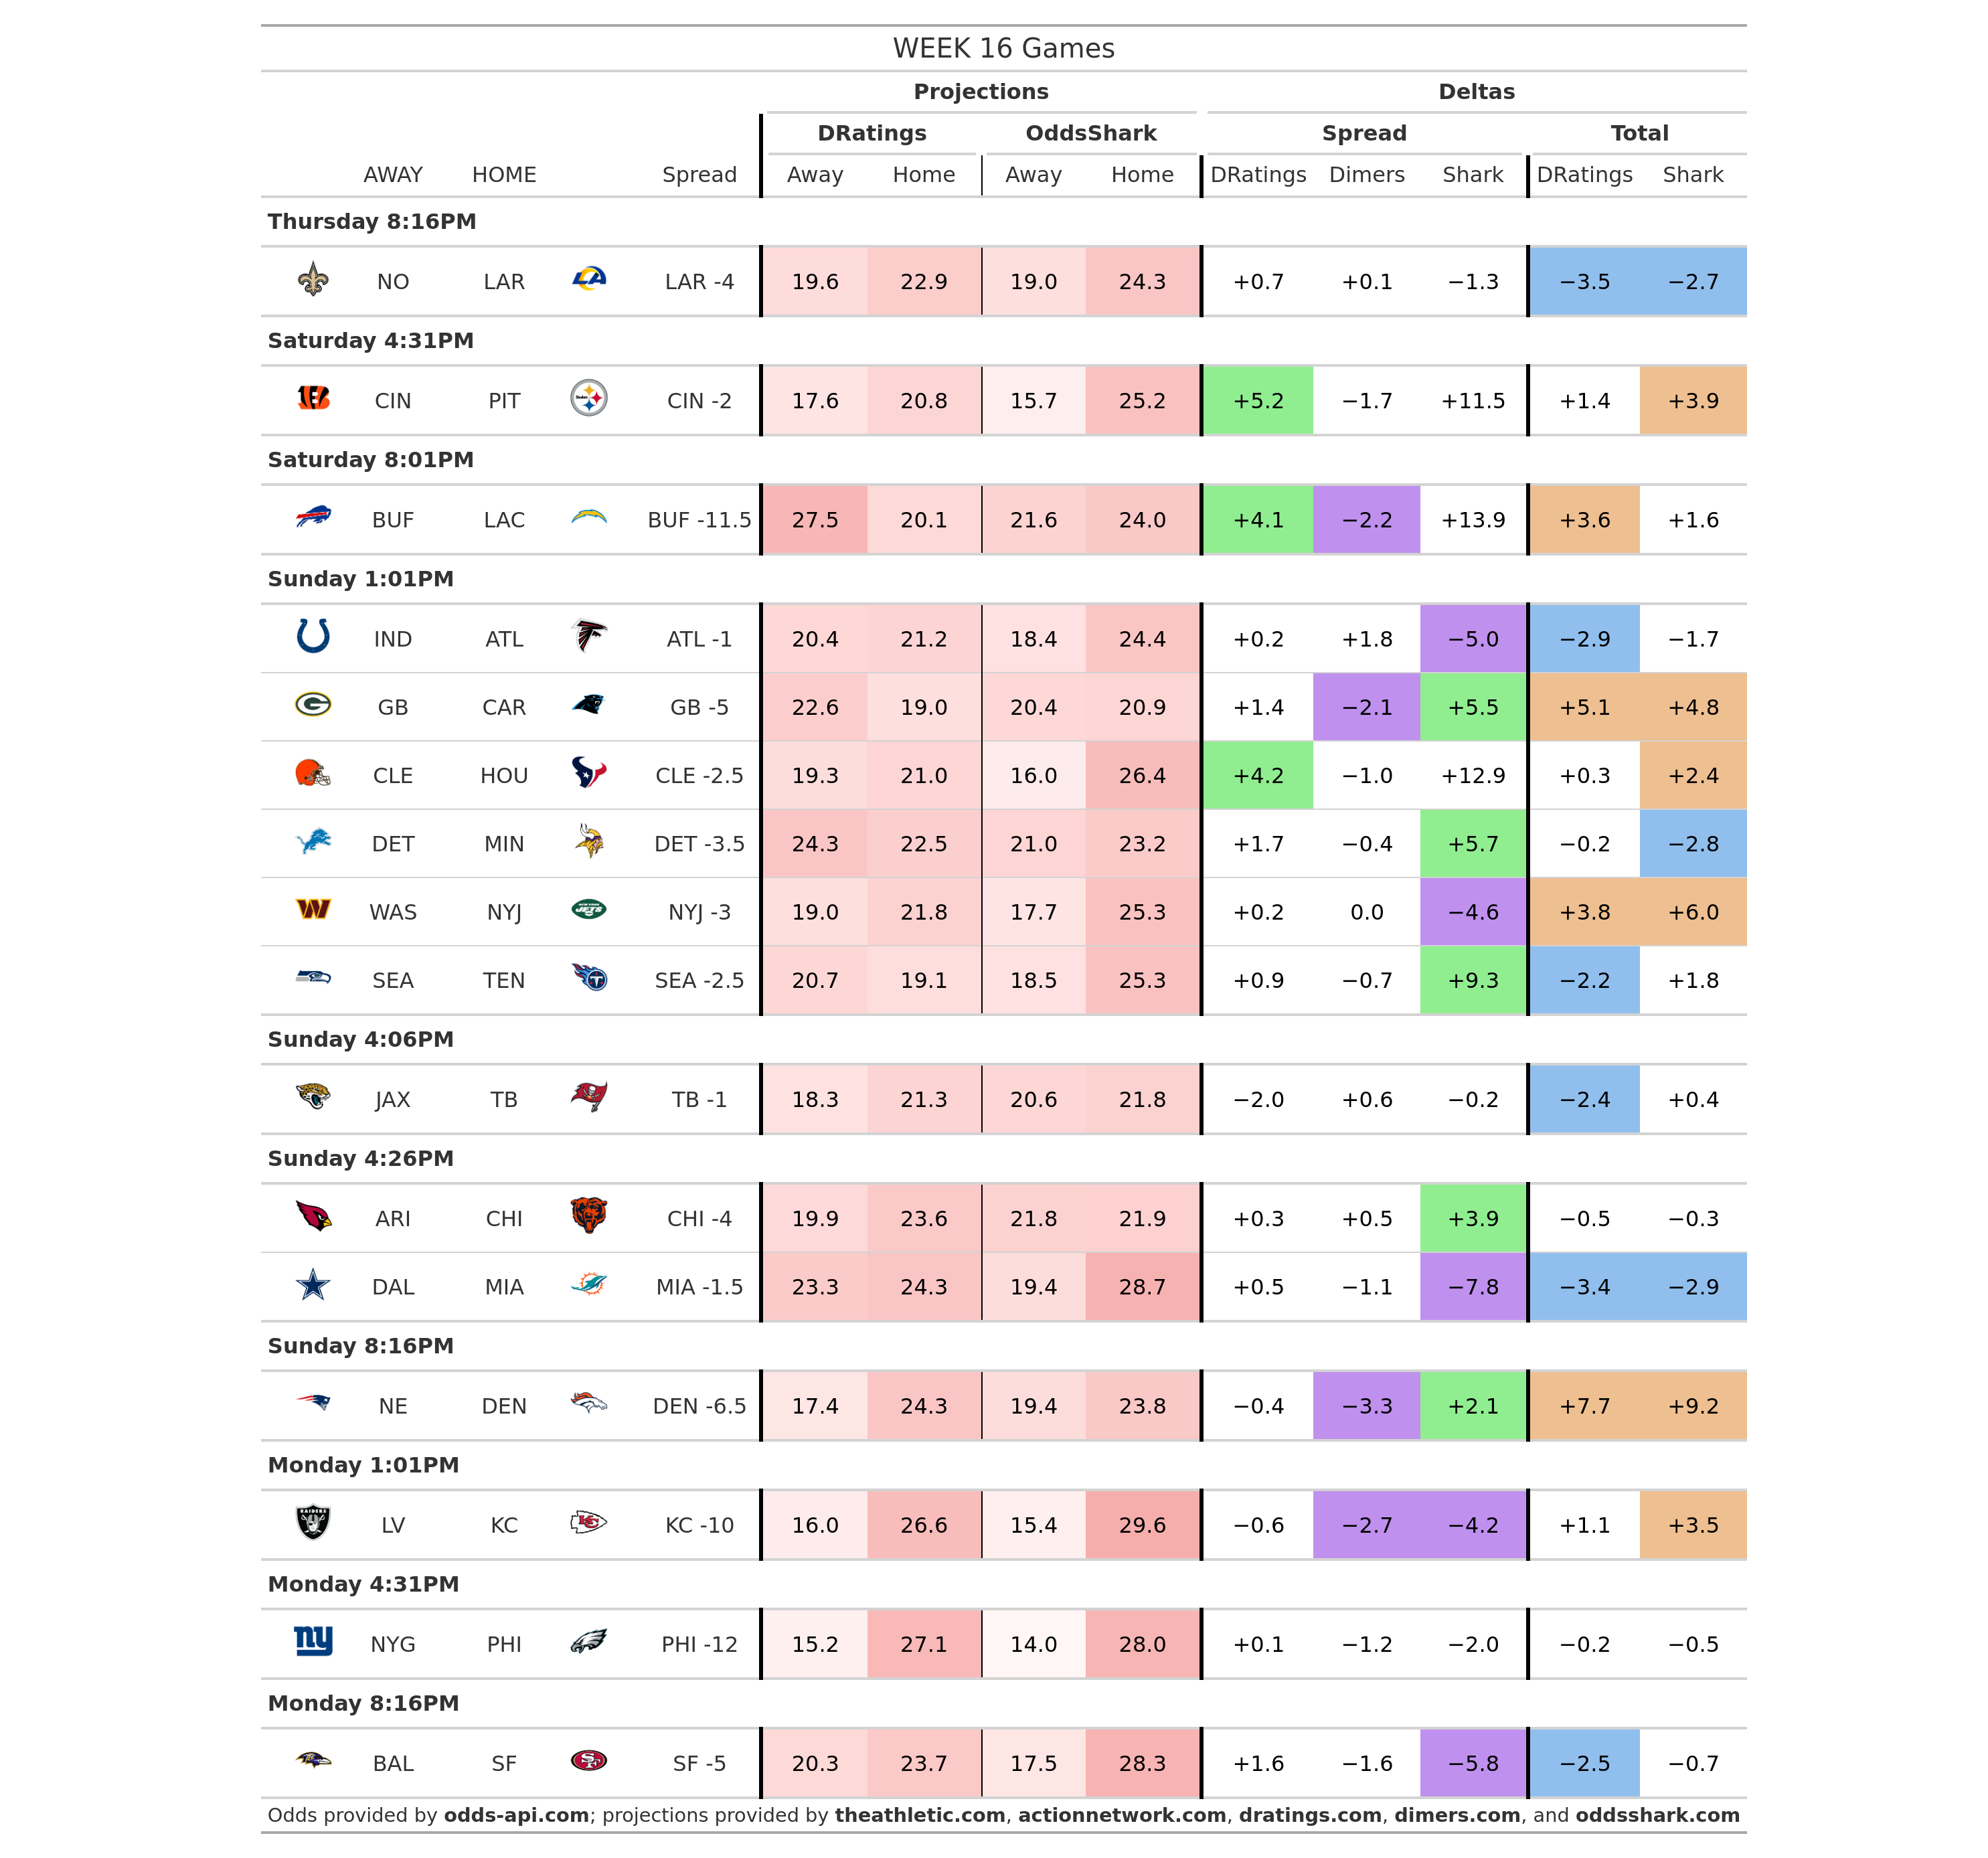 WEEK 16 Games
Projections Deltas
DRatings OddsShark Spread Total
AWAY HOME Spread Away Home Away Home DRatings Dimers Shark DRatings Shark
Thursday 8:16PM
NO LAR LAR -4 19.6 22.9 19.0 24.3 +0.7 +0.1 −1.3 −3.5 −2.7
Saturday 4:31PM
CIN PIT CIN -2 17.6 20.8 15.7 25.2 +5.2 −1.7 +11.5 +1.4 +3.9
Saturday 8:01PM
BUF LAC BUF -11.5 27.5 20.1 21.6 24.0 +4.1 −2.2 +13.9 +3.6 +1.6
Sunday 1:01PM
IND ATL ATL -1 20.4 21.2 18.4 24.4 +0.2 +1.8 −5.0 −2.9 −1.7
GB CAR GB -5 22.6 19.0 20.4 20.9 +1.4 −2.1 +5.5 +5.1 +4.8
CLE HOU CLE -2.5 19.3 21.0 16.0 26.4 +4.2 −1.0 +12.9 +0.3 +2.4
DET MIN DET -3.5 24.3 22.5 21.0 23.2 +1.7 −0.4 +5.7 −0.2 −2.8
WAS NYJ NYJ -3 19.0 21.8 17.7 25.3 +0.2 0.0 −4.6 +3.8 +6.0
SEA TEN SEA -2.5 20.7 19.1 18.5 25.3 +0.9 −0.7 +9.3 −2.2 +1.8
Sunday 4:06PM
JAX TB TB -1 18.3 21.3 20.6 21.8 −2.0 +0.6 −0.2 −2.4 +0.4
Sunday 4:26PM
ARI CHI CHI -4 19.9 23.6 21.8 21.9 +0.3 +0.5 +3.9 −0.5 −0.3
DAL MIA MIA -1.5 23.3 24.3 19.4 28.7 +0.5 −1.1 −7.8 −3.4 −2.9
Sunday 8:16PM
NE DEN DEN -6.5 17.4 24.3 19.4 23.8 −0.4 −3.3 +2.1 +7.7 +9.2
Monday 1:01PM
LV KC KC -10 16.0 26.6 15.4 29.6 −0.6 −2.7 −4.2 +1.1 +3.5
Monday 4:31PM
NYG PHI PHI -12 15.2 27.1 14.0 28.0 +0.1 −1.2 −2.0 −0.2 −0.5
Monday 8:16PM
BAL SF SF -5 20.3 23.7 17.5 28.3 +1.6 −1.6 −5.8 −2.5 −0.7
Odds provided by odds-api.com; projections provided by theathletic.com, actionnetwork.com, dratings.com, dimers.com, and oddsshark.com